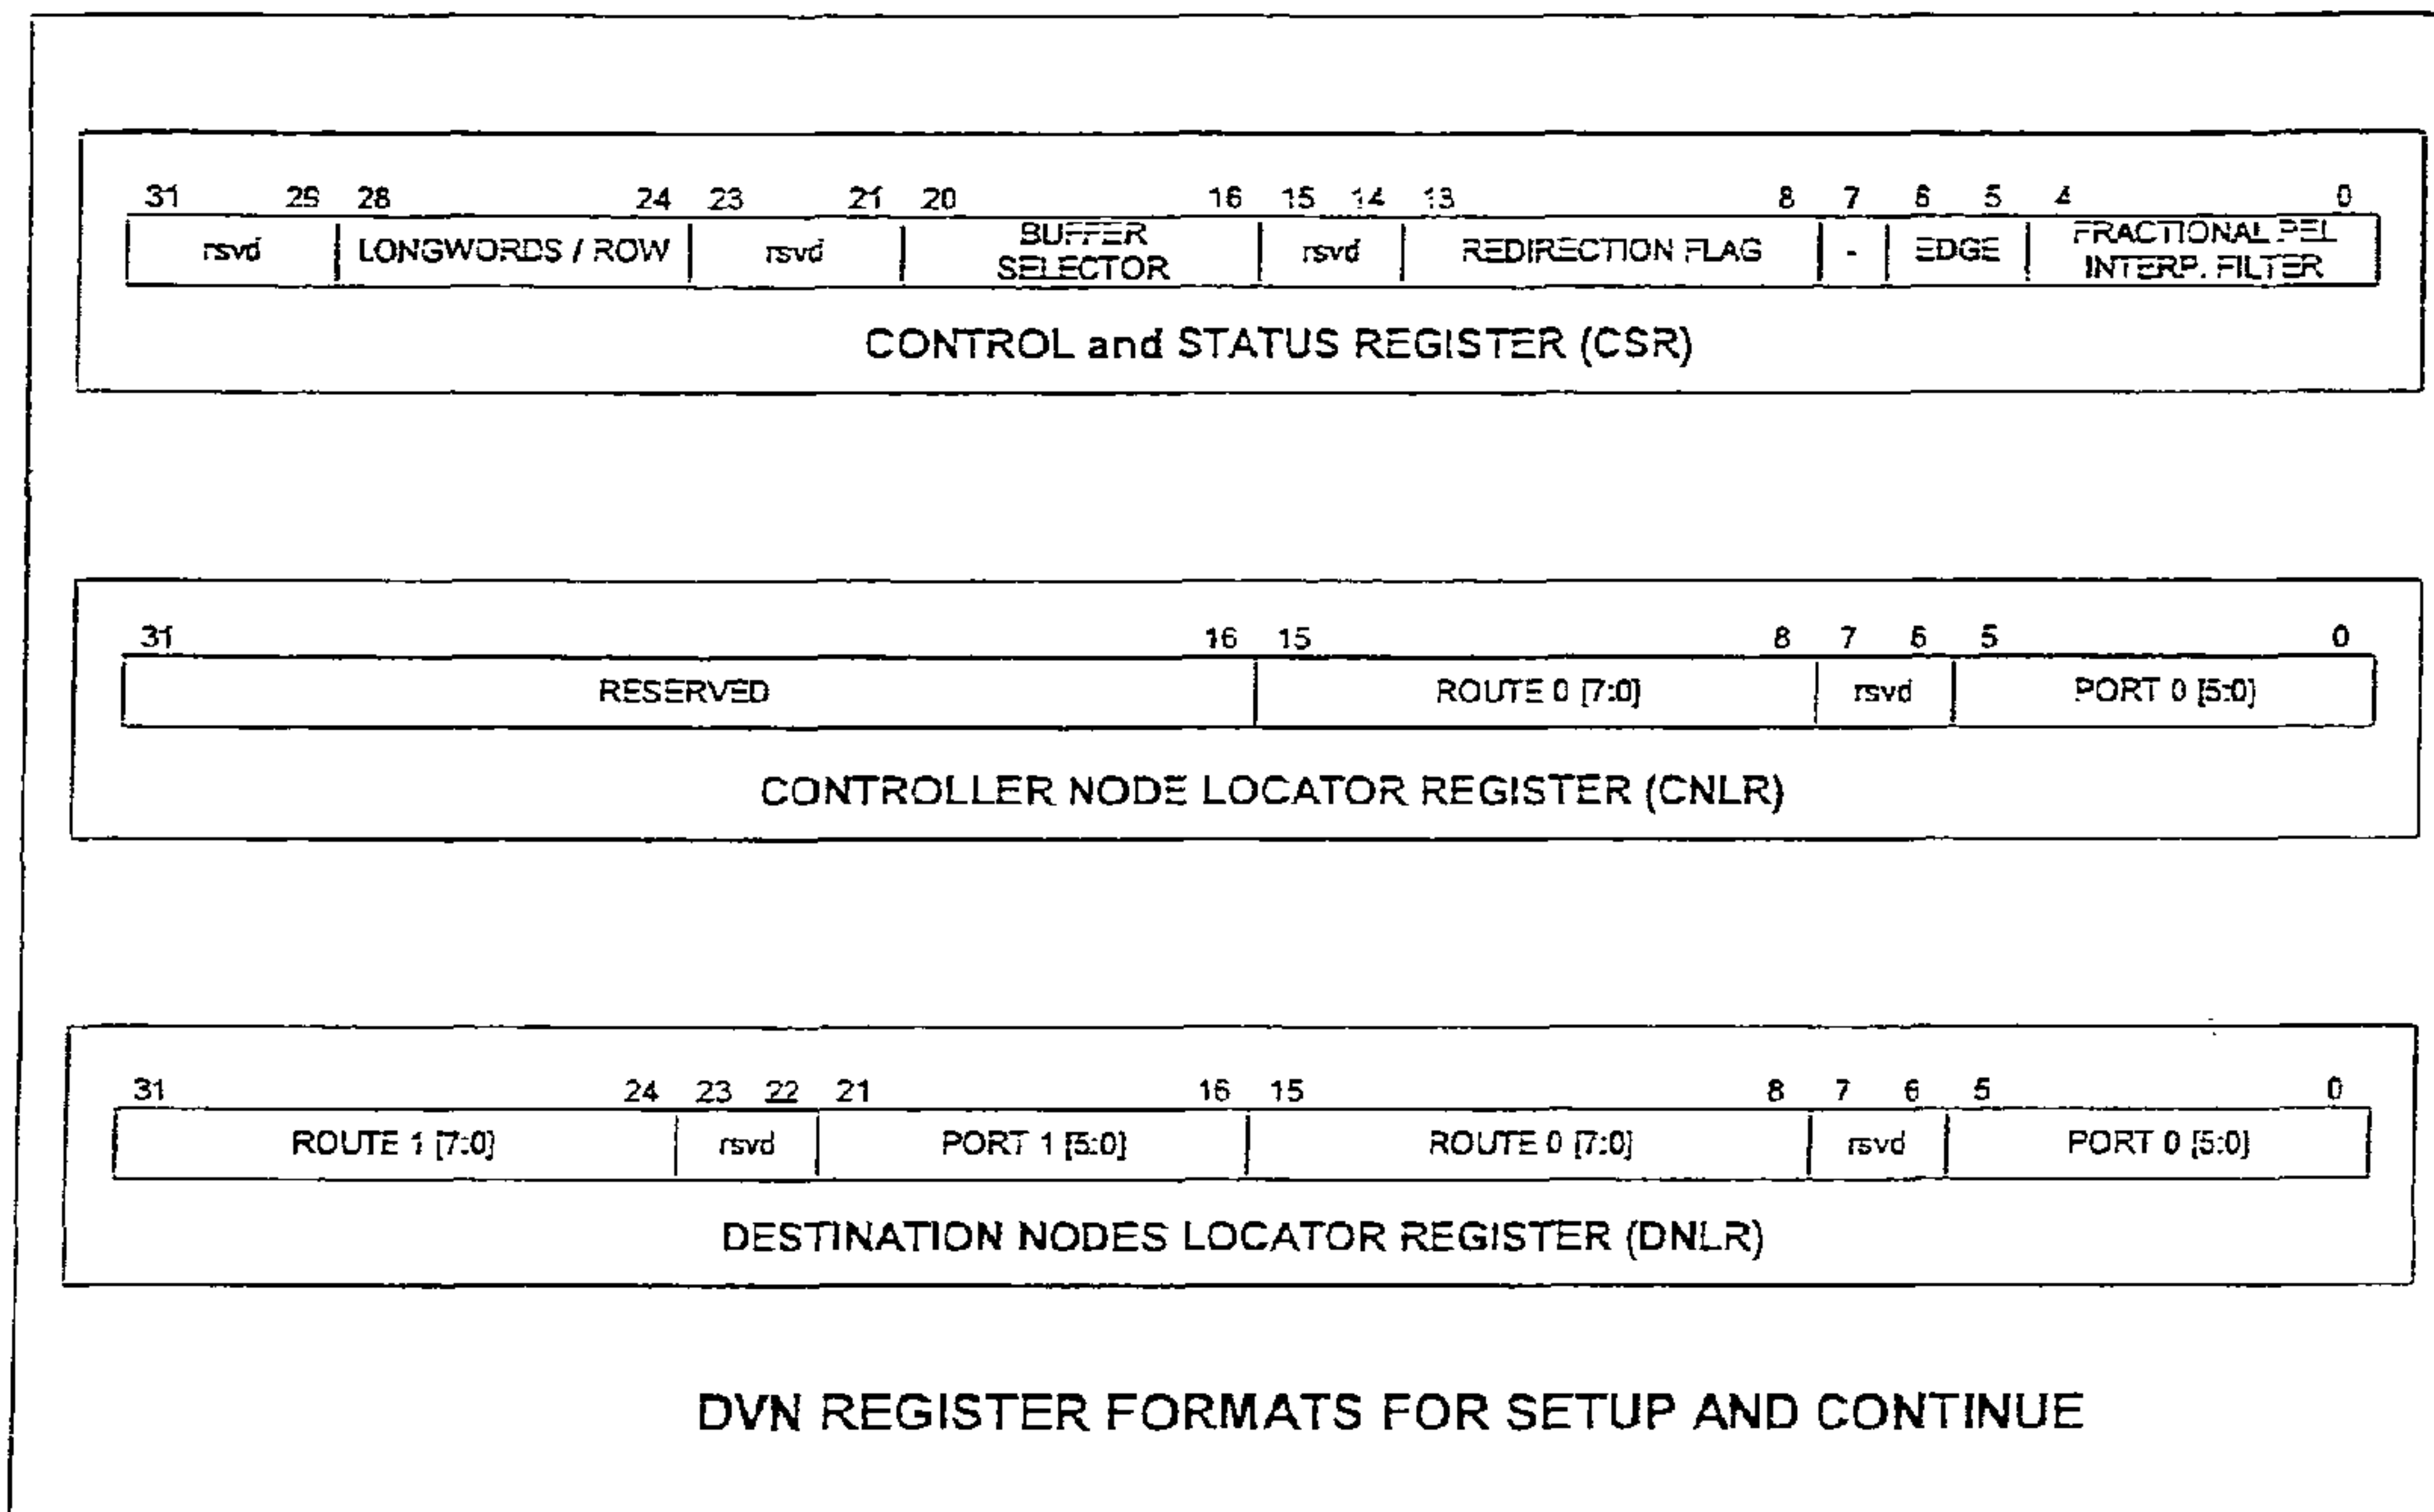 31 29 28 24 23 21 20 16 15 14 13 8 7 6 5 4 0
rsvd LONGWORDS / ROW rsvd BUFFER SELECTOR rsvd REDIRECTION FLAG - EDGE FRACTIONAL PEL INTERP. FILTER
CONTROL and STATUS REGISTER (CSR)
31 16 15 8 7 6 5 0
RESERVED ROUTE 0 [7:0] rsvd PORT 0 [5:0]
CONTROLLER NODE LOCATOR REGISTER (CNLR)
31 24 23 22 21 16 15 8 7 6 5 0
ROUTE 1 [7:0] rsvd PORT 1 [5:0] ROUTE 0 [7:0] rsvd PORT 0 [5:0]
DESTINATION NODES LOCATOR REGISTER (DNLR)
DVN REGISTER FORMATS FOR SETUP AND CONTINUE